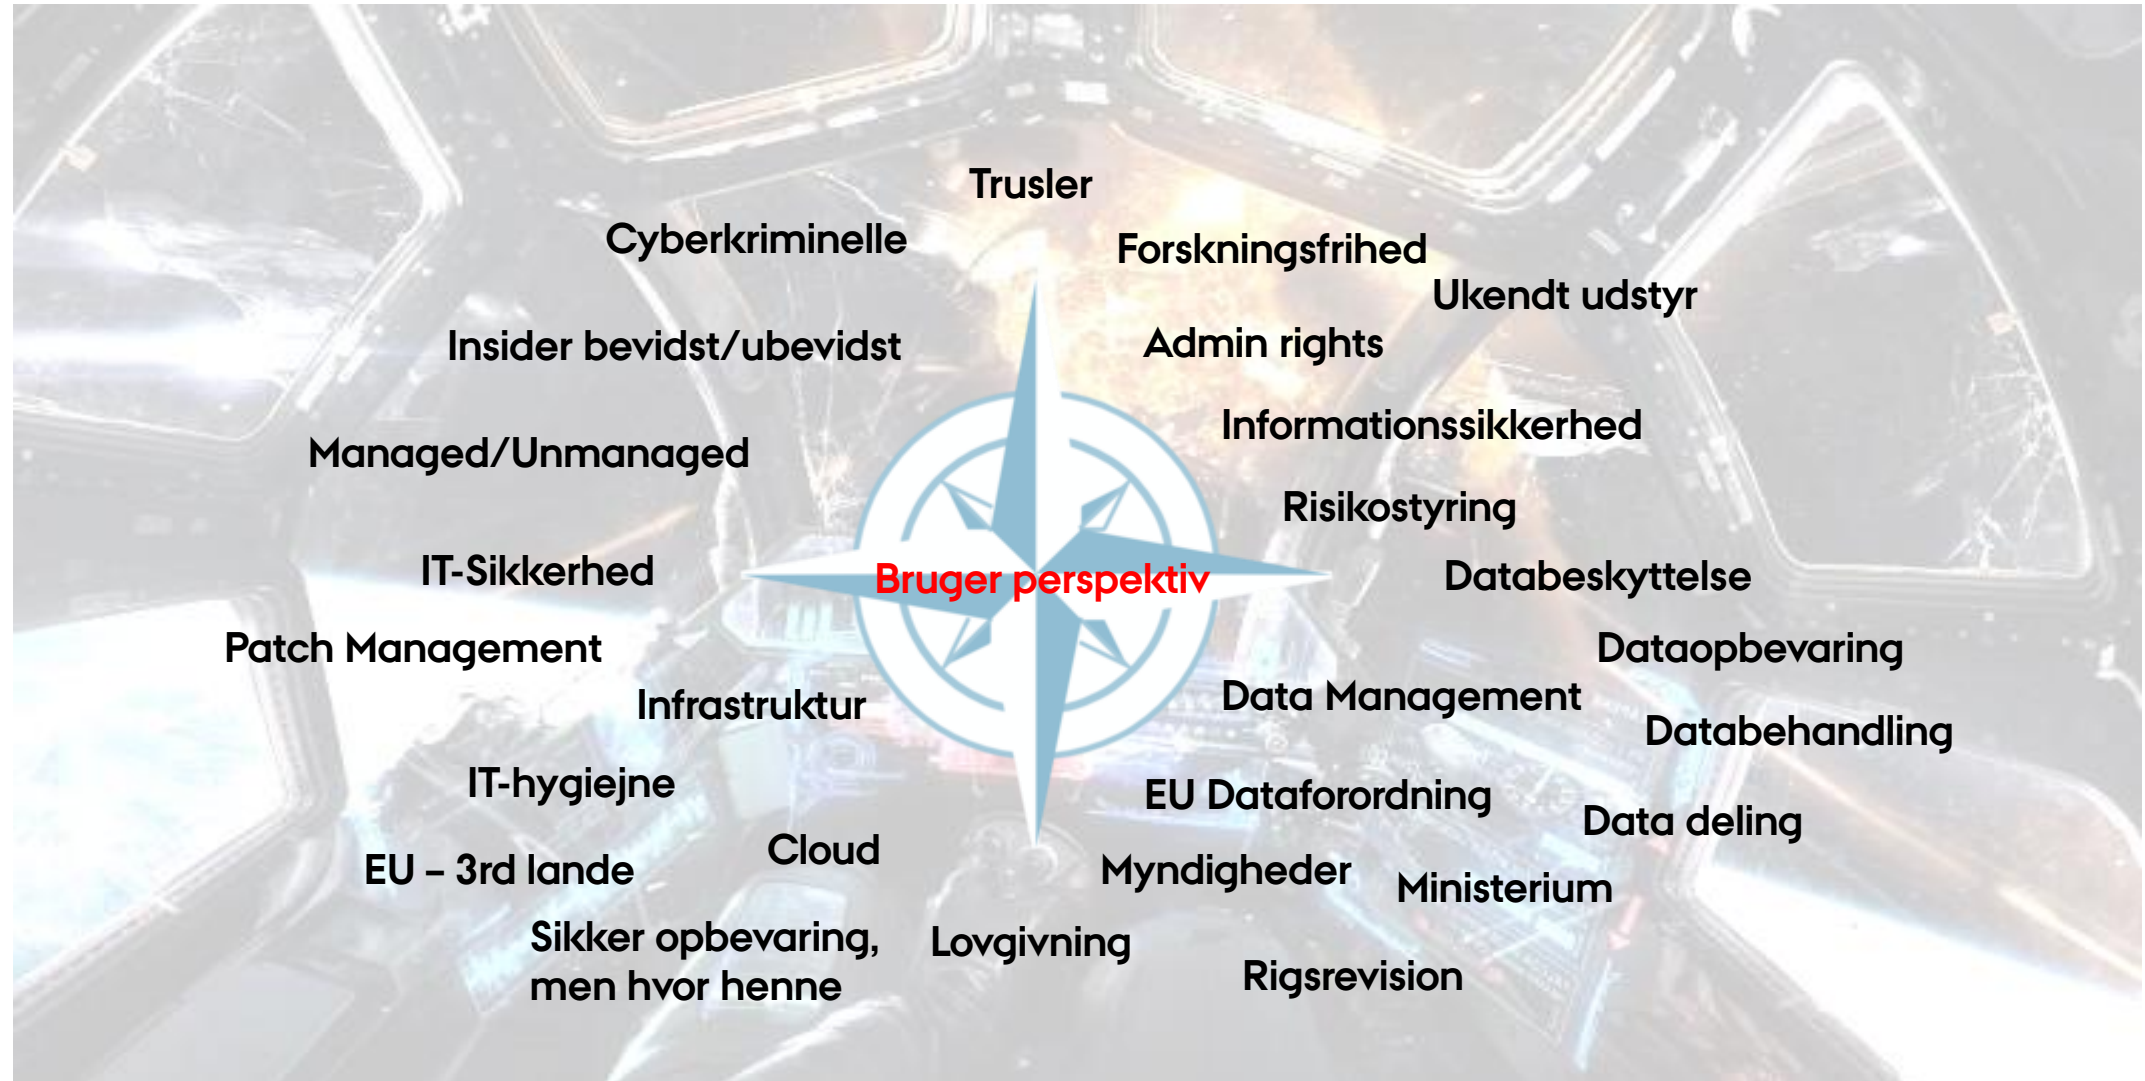 Trusler
Cyberkriminelle
Forskningsfrihed
Ukendt udstyr
Insider bevidst/ubevidst
Admin rights
Informationssikkerhed
Managed/Unmanaged
Risikostyring
IT-Sikkerhed
Bruger perspektiv
Databeskyttelse
Patch Management
Dataopbevaring
Infrastruktur
Data Management
Databehandling
IT-hygiejne
EU Dataforordning
Data deling
Cloud
EU – 3rd lande
Myndigheder
Ministerium
Sikker opbevaring,
men hvor henne
Lovgivning
Rigsrevision